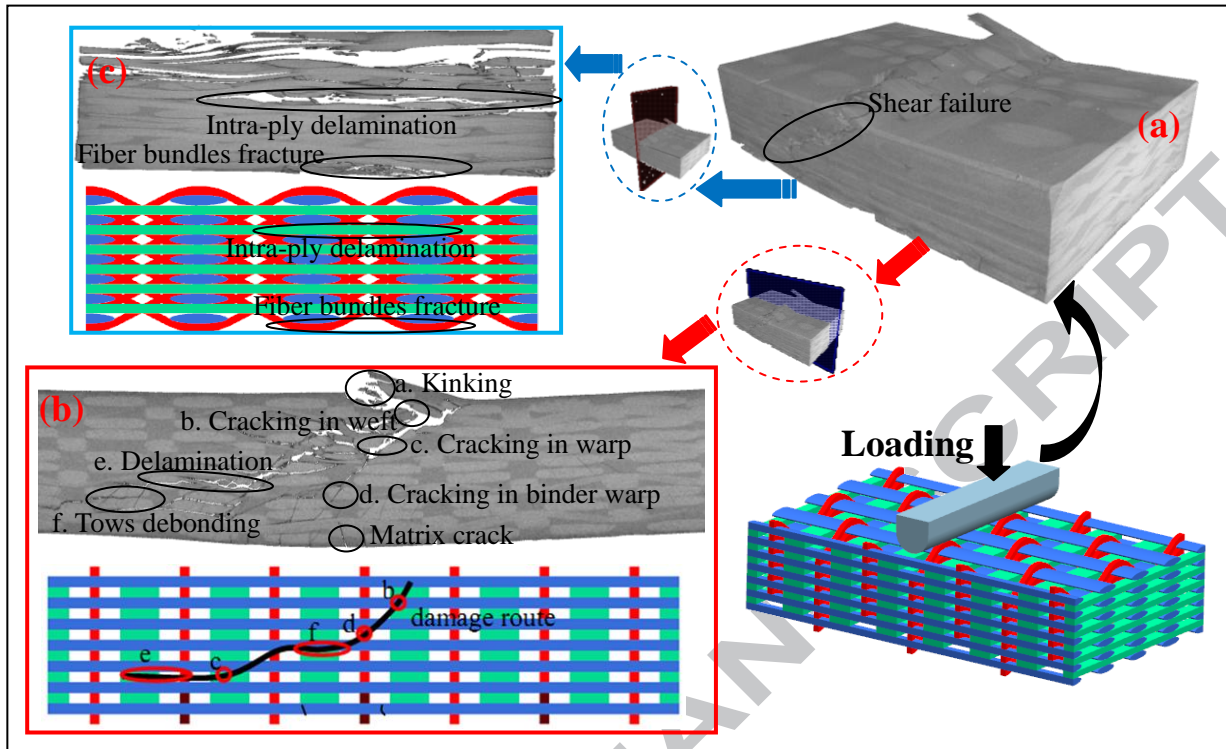 (c)
Intra-ply delamination
Fiber bundles fracture
Intra-ply delamination
Fiber bundles fracture
Shear failure
(a)
(b)
a. Kinking
b. Cracking in weft
c. Cracking in warp
e. Delamination
d. Cracking in binder warp
f. Tows debonding
Matrix crack
b
damage route
d
f
e
c
Loading